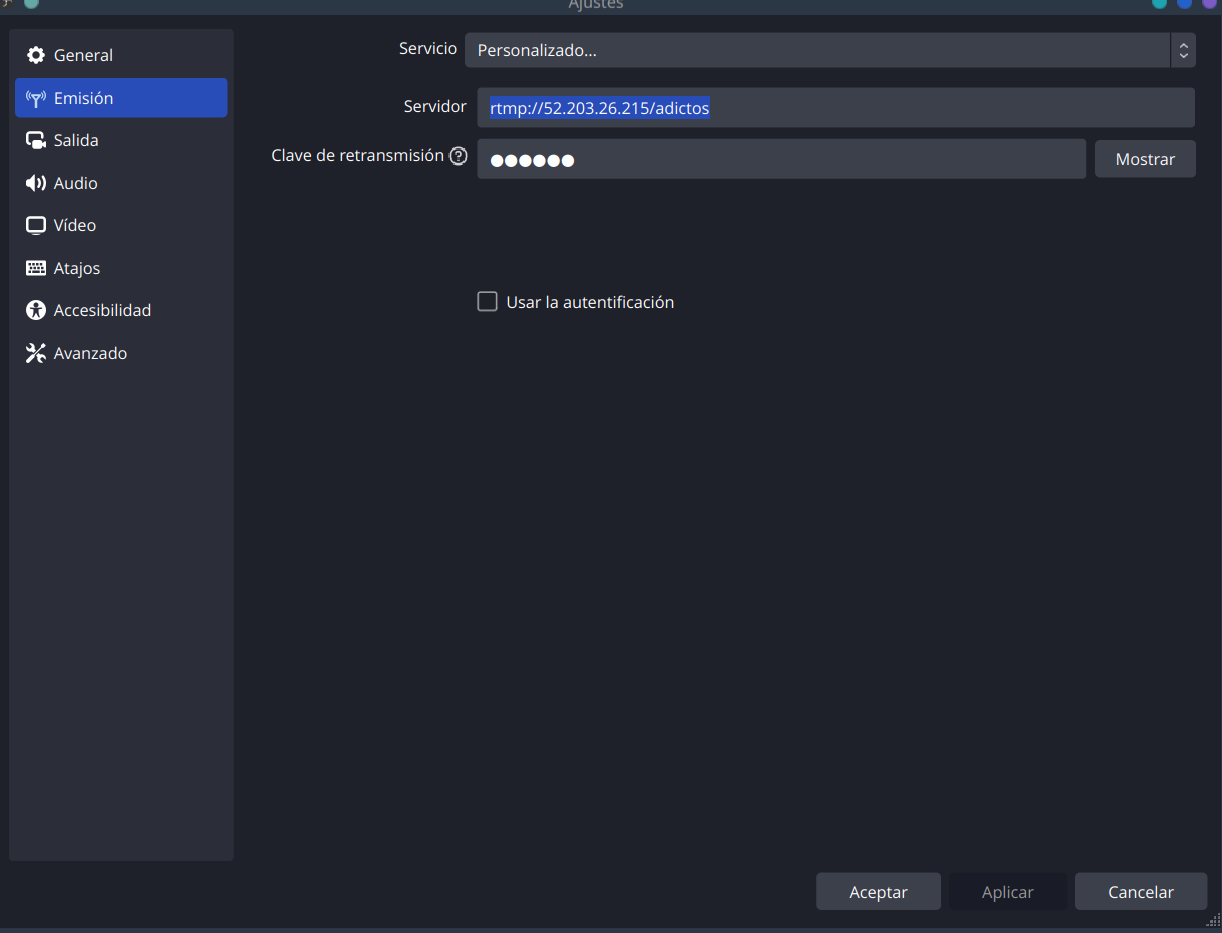 Ajustes
General
Emisión
Salida
Audio
Vídeo
Atajos
Accesibilidad
Avanzado
Servicio Personalizado...
Servidor rtmp://52.203.26.215/adictos
Clave de retransmisión ●●●●●● Mostrar
Usar la autentificación
Aceptar Aplicar Cancelar